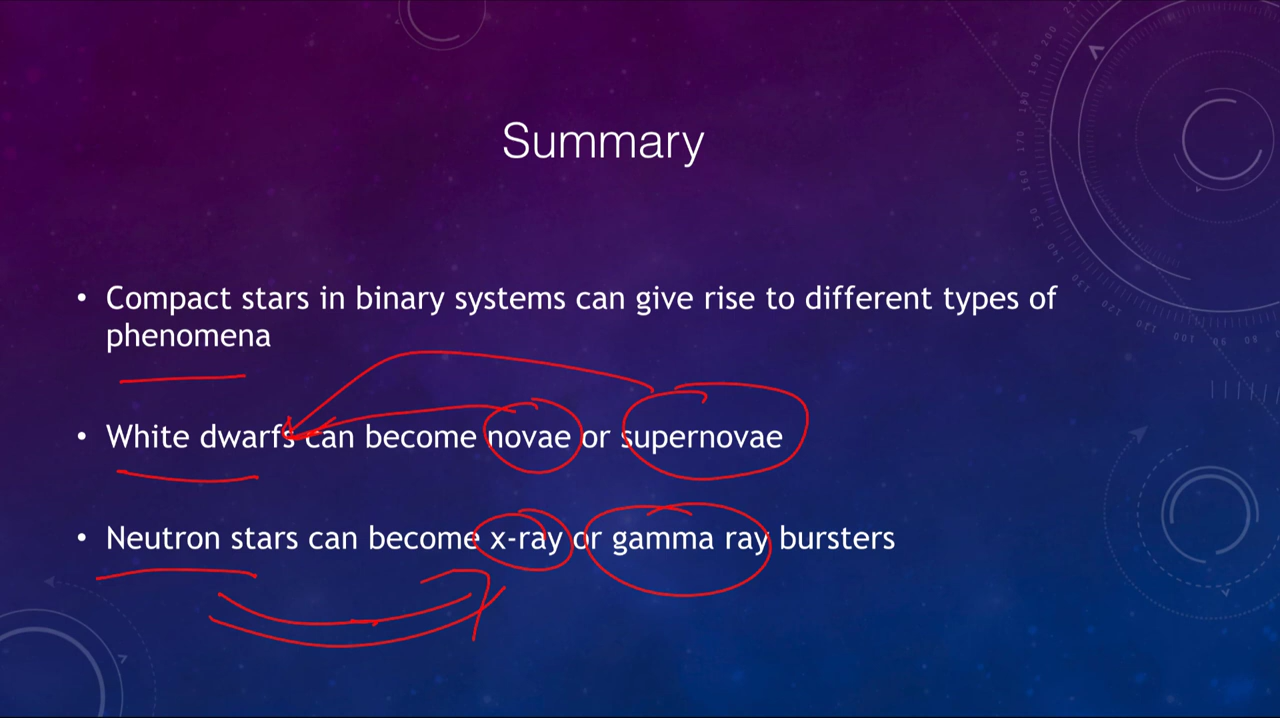 Summary
• Compact stars in binary systems can give rise to different types of
phenomena
• White dwarfs can become novae or supernovae
• Neutron stars can become x-ray or gamma ray bursters